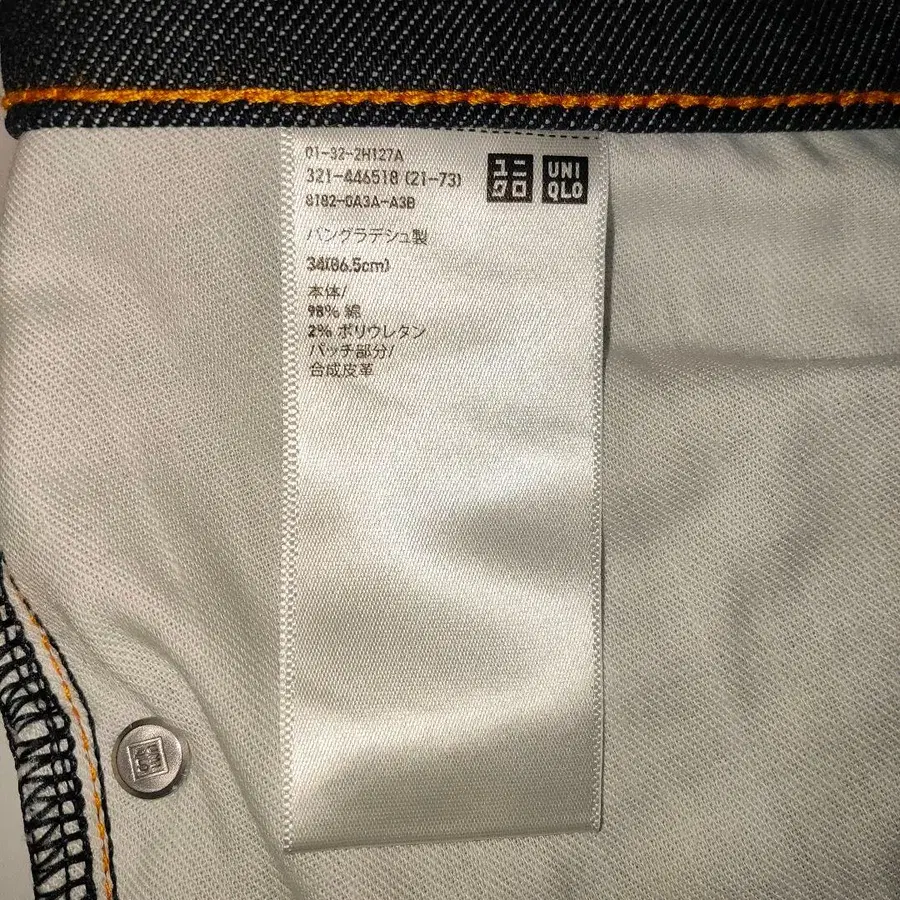 01-32-2H127A
321-446518 (21-73)
8182-0A3A-A3B
ユニクロ
UNIQLO
バングラデシュ製
34(86.5cm)
本体/
98% 綿
2% ポリウレタン
パッチ部分/
合成皮革